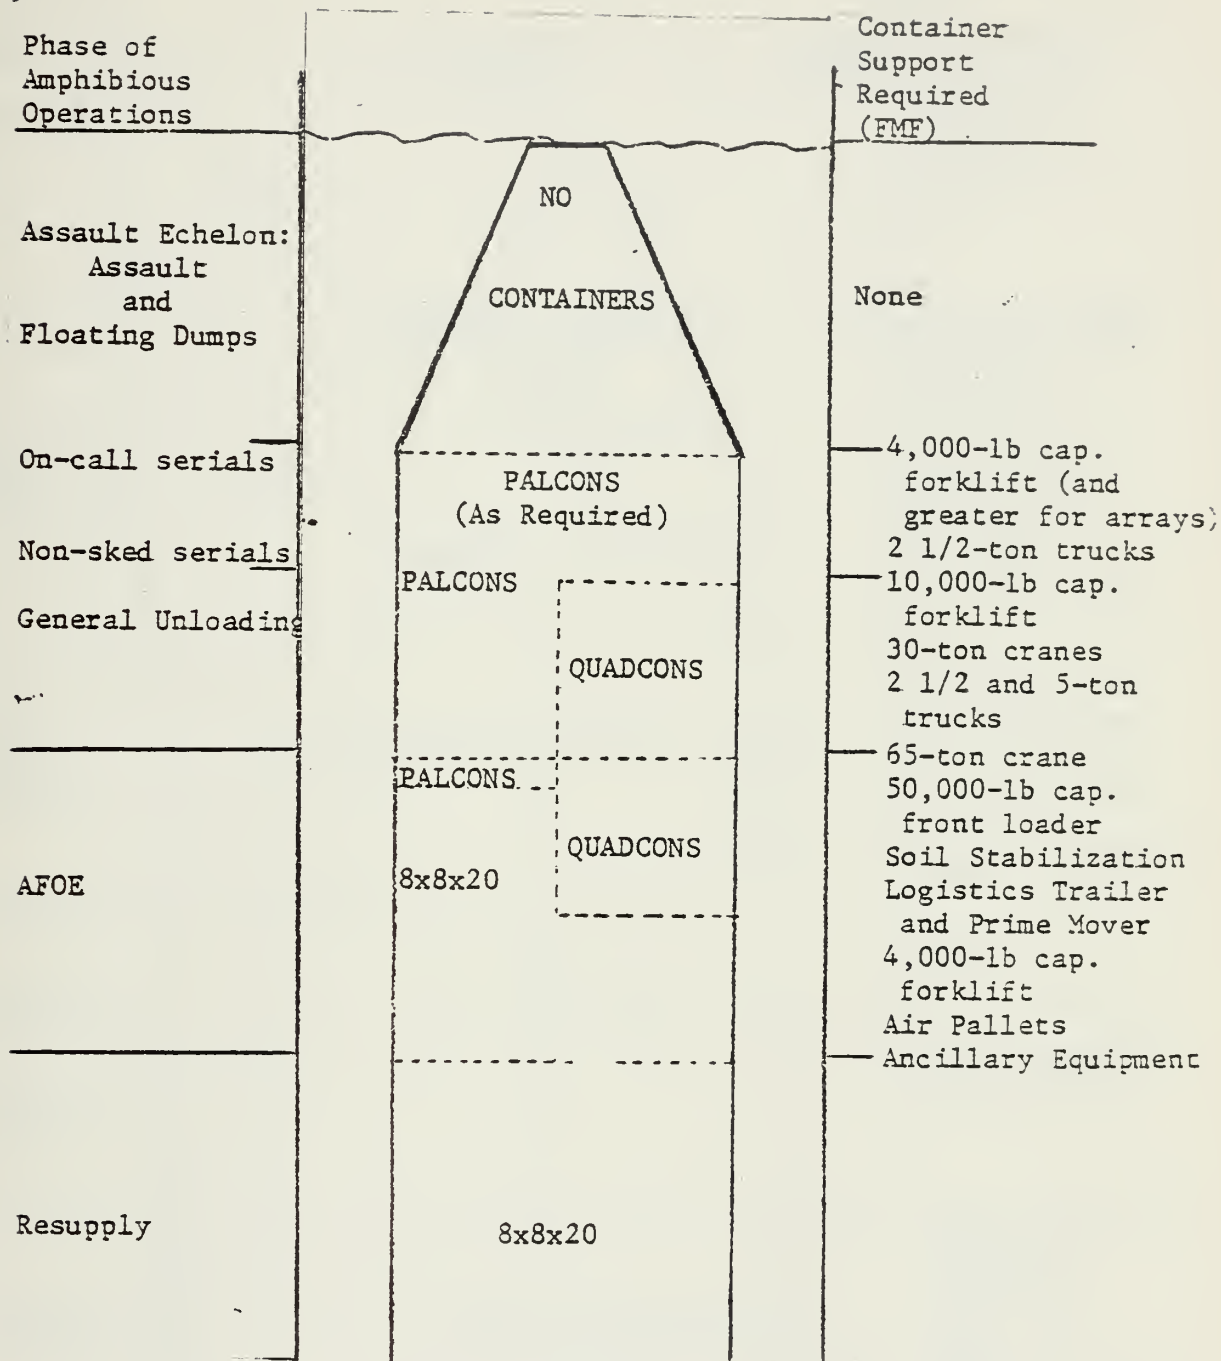 Phase of
Amphibious
Operations
Container
Support
Required
(FMF)
Assault Echelon:
Assault
and
Floating Dumps
NO
CONTAINERS
None
On-call serials
Non-sked serials
General Unloading
PALCONS
(As Required)
PALCONS
QUADCONS
4,000-lb cap.
forklift (and
greater for arrays)
2 1/2-ton trucks
10,000-lb cap.
forklift
30-ton cranes
2 1/2 and 5-ton
trucks
AFOE
PALCONS
QUADCONS
8x8x20
65-ton crane
50,000-lb cap.
front loader
Soil Stabilization
Logistics Trailer
and Prime Mover
4,000-lb cap.
forklift
Air Pallets
Ancillary Equipment
Resupply
8x8x20